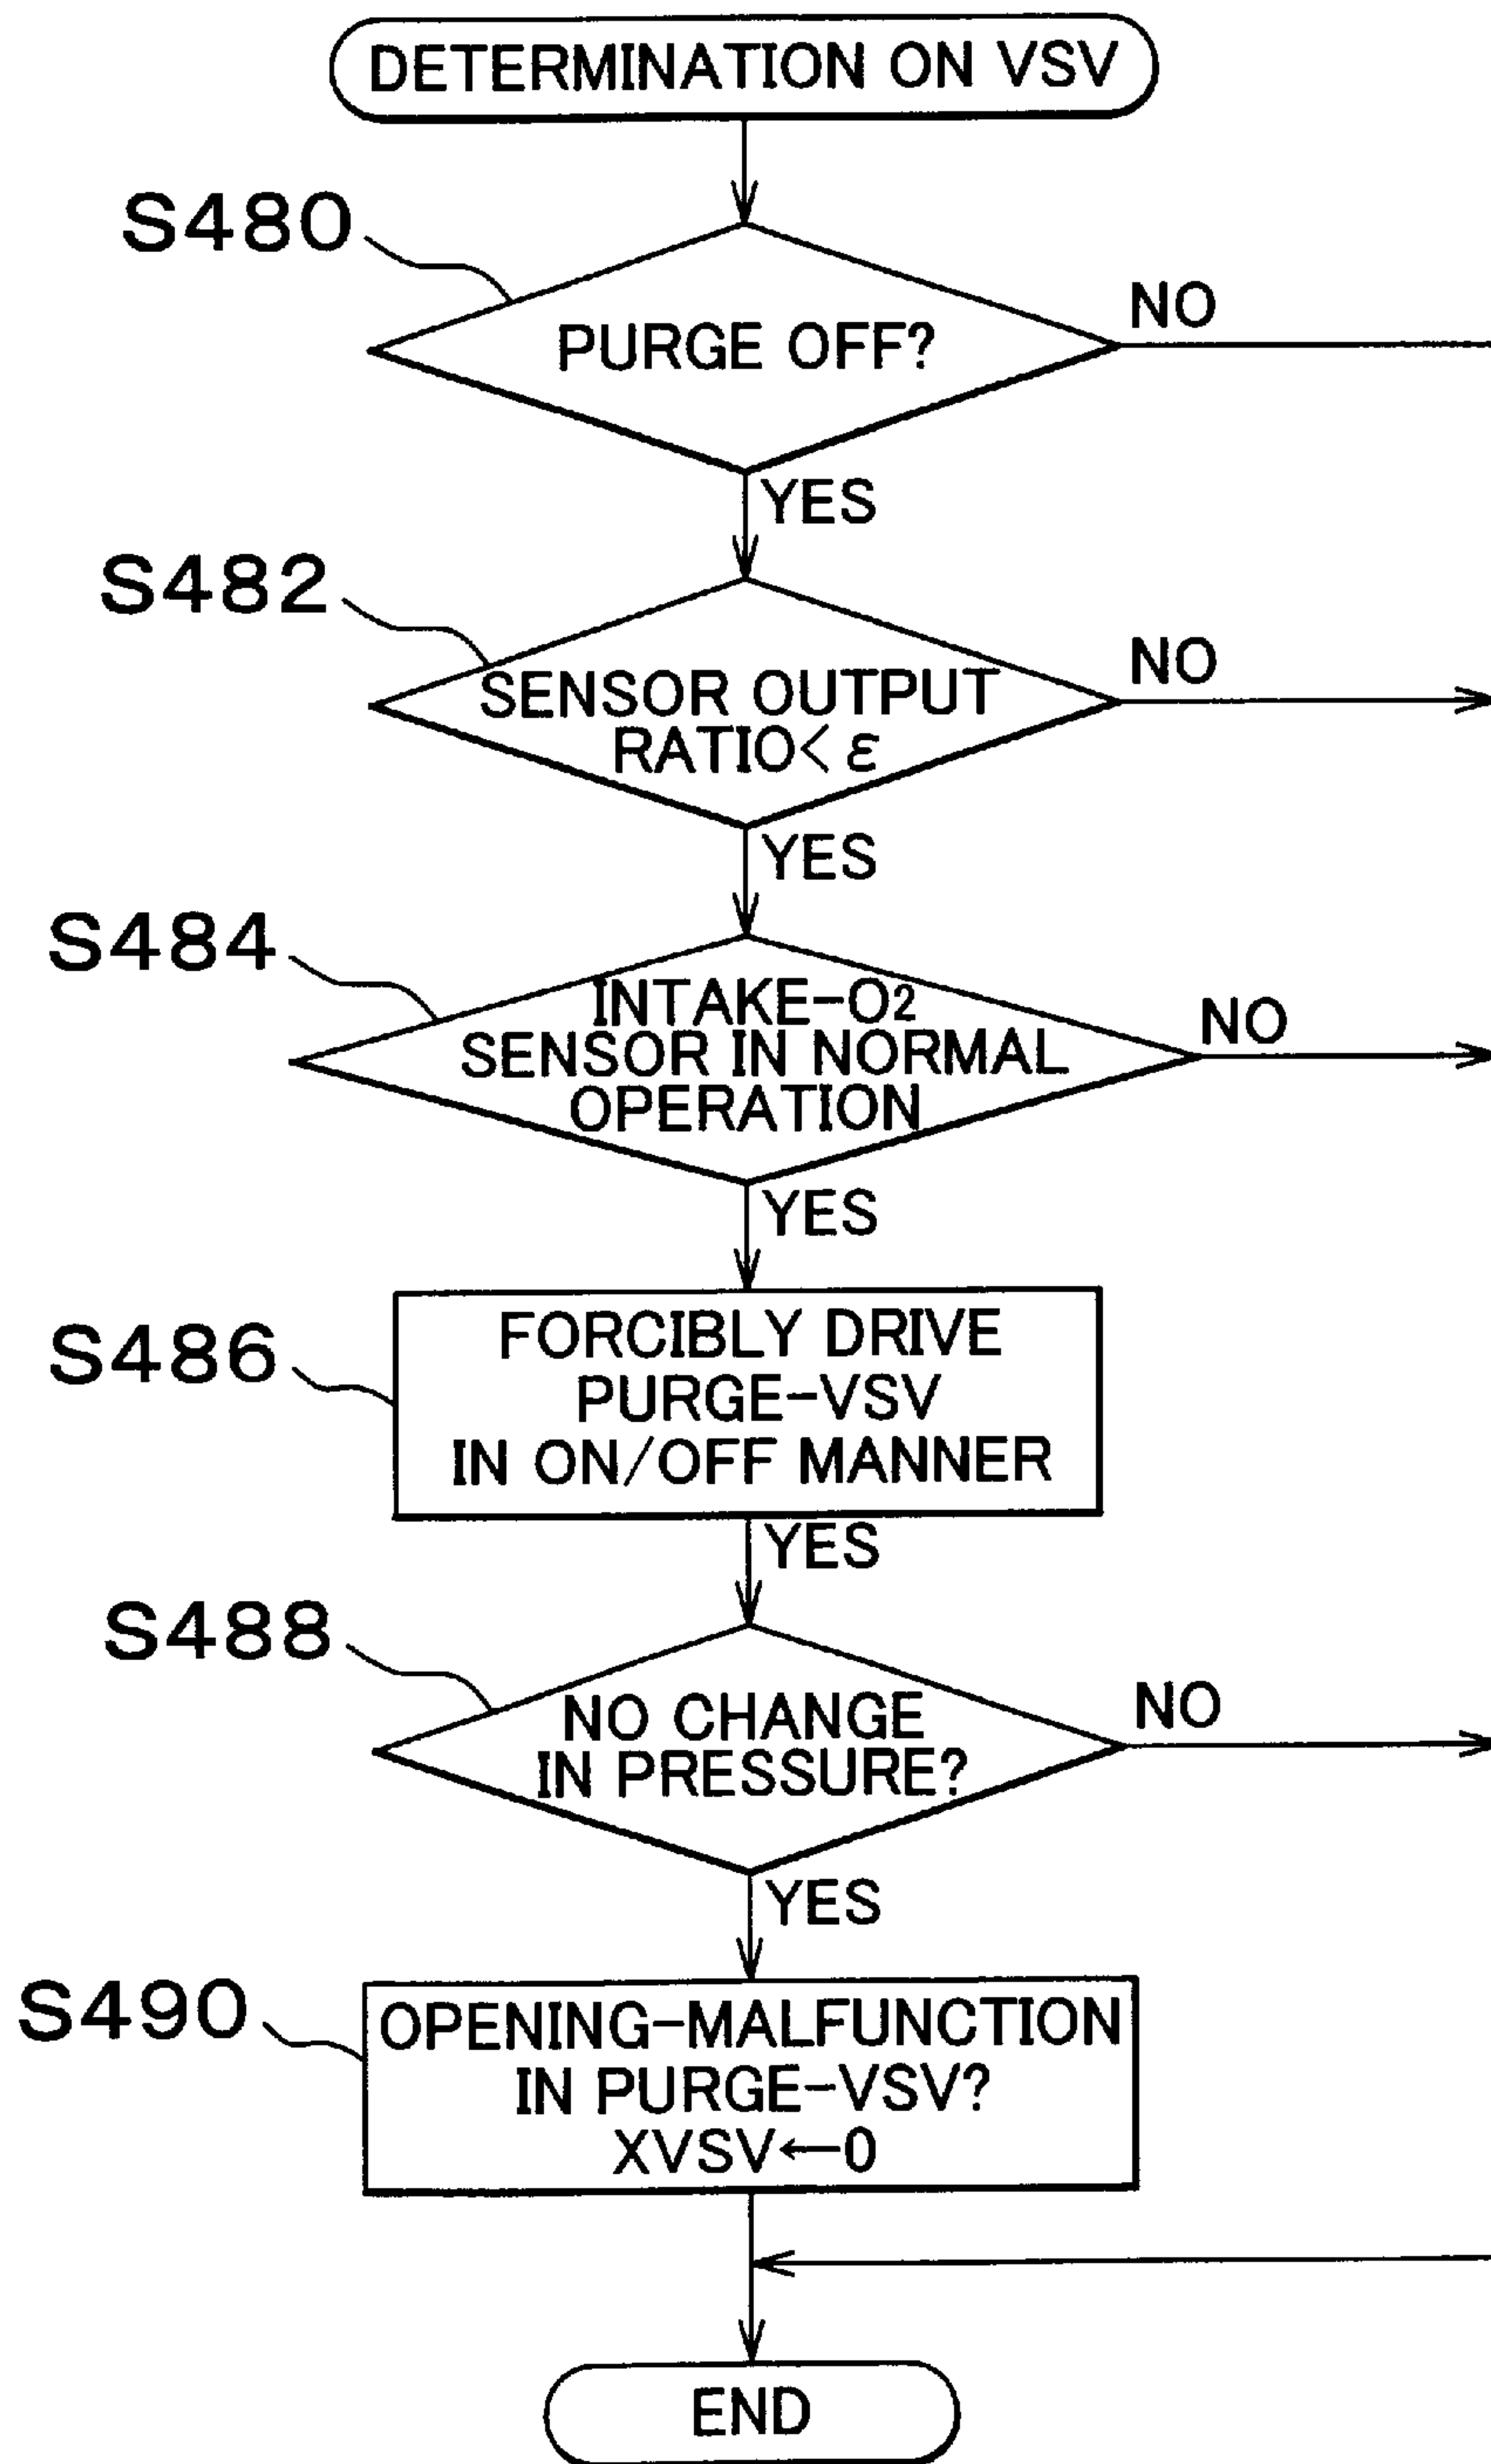 DETERMINATION ON VSV
S480
PURGE OFF?
NO
YES
S482
SENSOR OUTPUT
RATIO< ε
NO
YES
S484
INTAKE-O2
SENSOR IN NORMAL
OPERATION
NO
YES
S486
FORCIBLY DRIVE
PURGE-VSV
IN ON/OFF MANNER
YES
S488
NO CHANGE
IN PRESSURE?
NO
YES
S490
OPENING-MALFUNCTION
IN PURGE-VSV?
XVSV←0
END